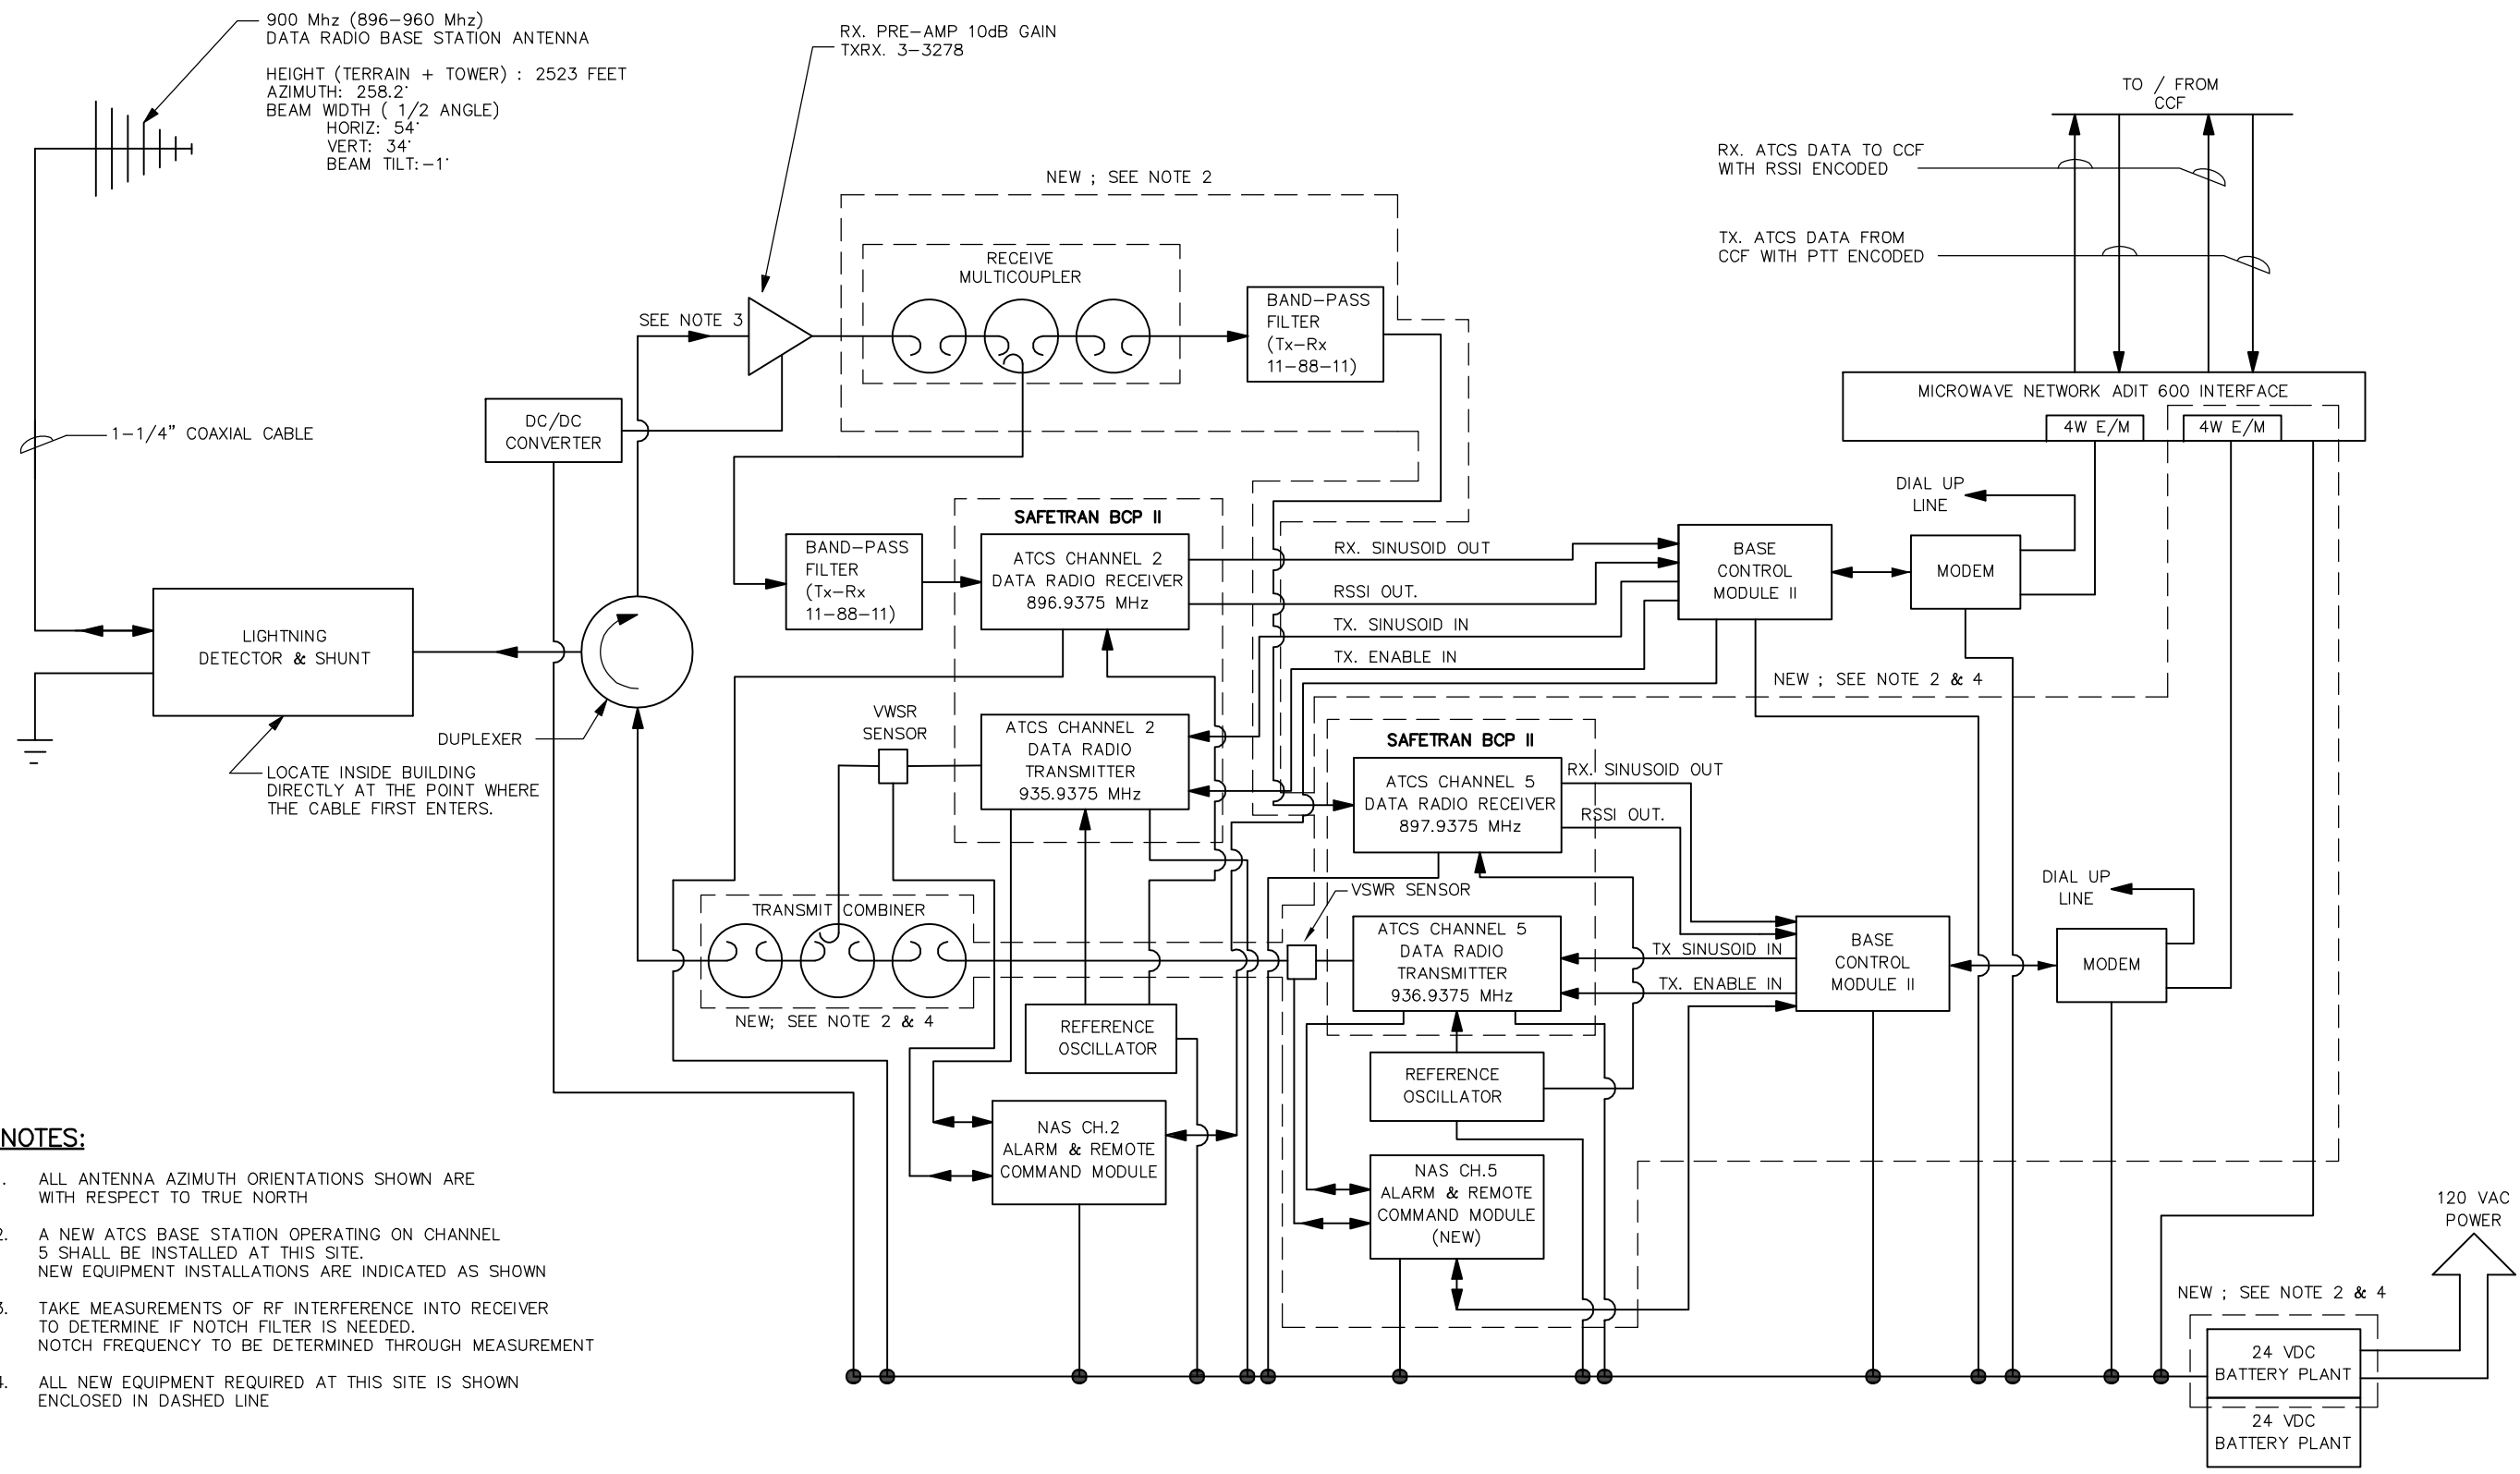 900 Mhz (896-960 Mhz)
DATA RADIO BASE STATION ANTENNA
HEIGHT (TERRAIN + TOWER) : 2523 FEET
AZIMUTH: 258.2'
BEAM WIDTH ( 1/2 ANGLE)
HORIZ: 54'
VERT: 34'
BEAM TILT:-1'
RX. PRE-AMP 10dB GAIN
TXRX. 3-3278
TO / FROM
CCF
RX. ATCS DATA TO CCF
WITH RSSI ENCODED
TX. ATCS DATA FROM
CCF WITH PTT ENCODED
NEW ; SEE NOTE 2
RECEIVE
MULTICOUPLER
BAND-PASS
FILTER
(Tx-Rx
11-88-11)
SEE NOTE 3
DC/DC
CONVERTER
1-1/4" COAXIAL CABLE
MICROWAVE NETWORK ADIT 600 INTERFACE
4W E/M
4W E/M
DIAL UP
LINE
SAFETRAN BCP II
BAND-PASS
FILTER
(Tx-Rx
11-88-11)
ATCS CHANNEL 2
DATA RADIO RECEIVER
896.9375 MHz
RX. SINUSOID OUT
RSSI OUT.
TX. SINUSOID IN
TX. ENABLE IN
BASE
CONTROL
MODULE II
MODEM
LIGHTNING
DETECTOR & SHUNT
DUPLEXER
LOCATE INSIDE BUILDING
DIRECTLY AT THE POINT WHERE
THE CABLE FIRST ENTERS.
VWSR
SENSOR
ATCS CHANNEL 2
DATA RADIO
TRANSMITTER
935.9375 MHz
NEW ; SEE NOTE 2 & 4
SAFETRAN BCP II
ATCS CHANNEL 5
DATA RADIO RECEIVER
897.9375 MHz
RX. SINUSOID OUT
RSSI OUT.
VSWR SENSOR
TRANSMIT COMBINER
NEW; SEE NOTE 2 & 4
ATCS CHANNEL 5
DATA RADIO
TRANSMITTER
936.9375 MHz
TX SINUSOID IN
TX. ENABLE IN
BASE
CONTROL
MODULE II
DIAL UP
LINE
MODEM
REFERENCE
OSCILLATOR
REFERENCE
OSCILLATOR
NAS CH.2
ALARM & REMOTE
COMMAND MODULE
NAS CH.5
ALARM & REMOTE
COMMAND MODULE
(NEW)
120 VAC
POWER
NEW ; SEE NOTE 2 & 4
24 VDC
BATTERY PLANT
24 VDC
BATTERY PLANT
NOTES:
. ALL ANTENNA AZIMUTH ORIENTATIONS SHOWN ARE
WITH RESPECT TO TRUE NORTH
2. A NEW ATCS BASE STATION OPERATING ON CHANNEL
5 SHALL BE INSTALLED AT THIS SITE.
NEW EQUIPMENT INSTALLATIONS ARE INDICATED AS SHOWN
3. TAKE MEASUREMENTS OF RF INTERFERENCE INTO RECEIVER
TO DETERMINE IF NOTCH FILTER IS NEEDED.
NOTCH FREQUENCY TO BE DETERMINED THROUGH MEASUREMENT
4. ALL NEW EQUIPMENT REQUIRED AT THIS SITE IS SHOWN
ENCLOSED IN DASHED LINE